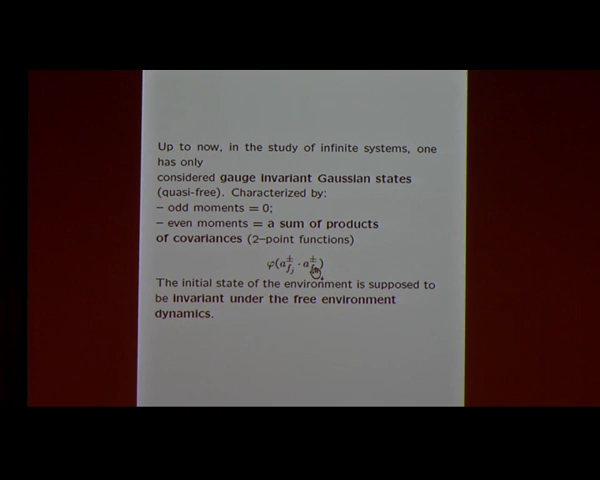 Up to now, in the study of infinite systems, one
has only
considered gauge invariant Gaussian states
(quasi-free). Characterized by:
– odd moments = 0;
– even moments = a sum of products
of covariances (2-point functions)
φ(a±fj · a±
The initial state of the environment is supposed to
be invariant under the free environment
dynamics.